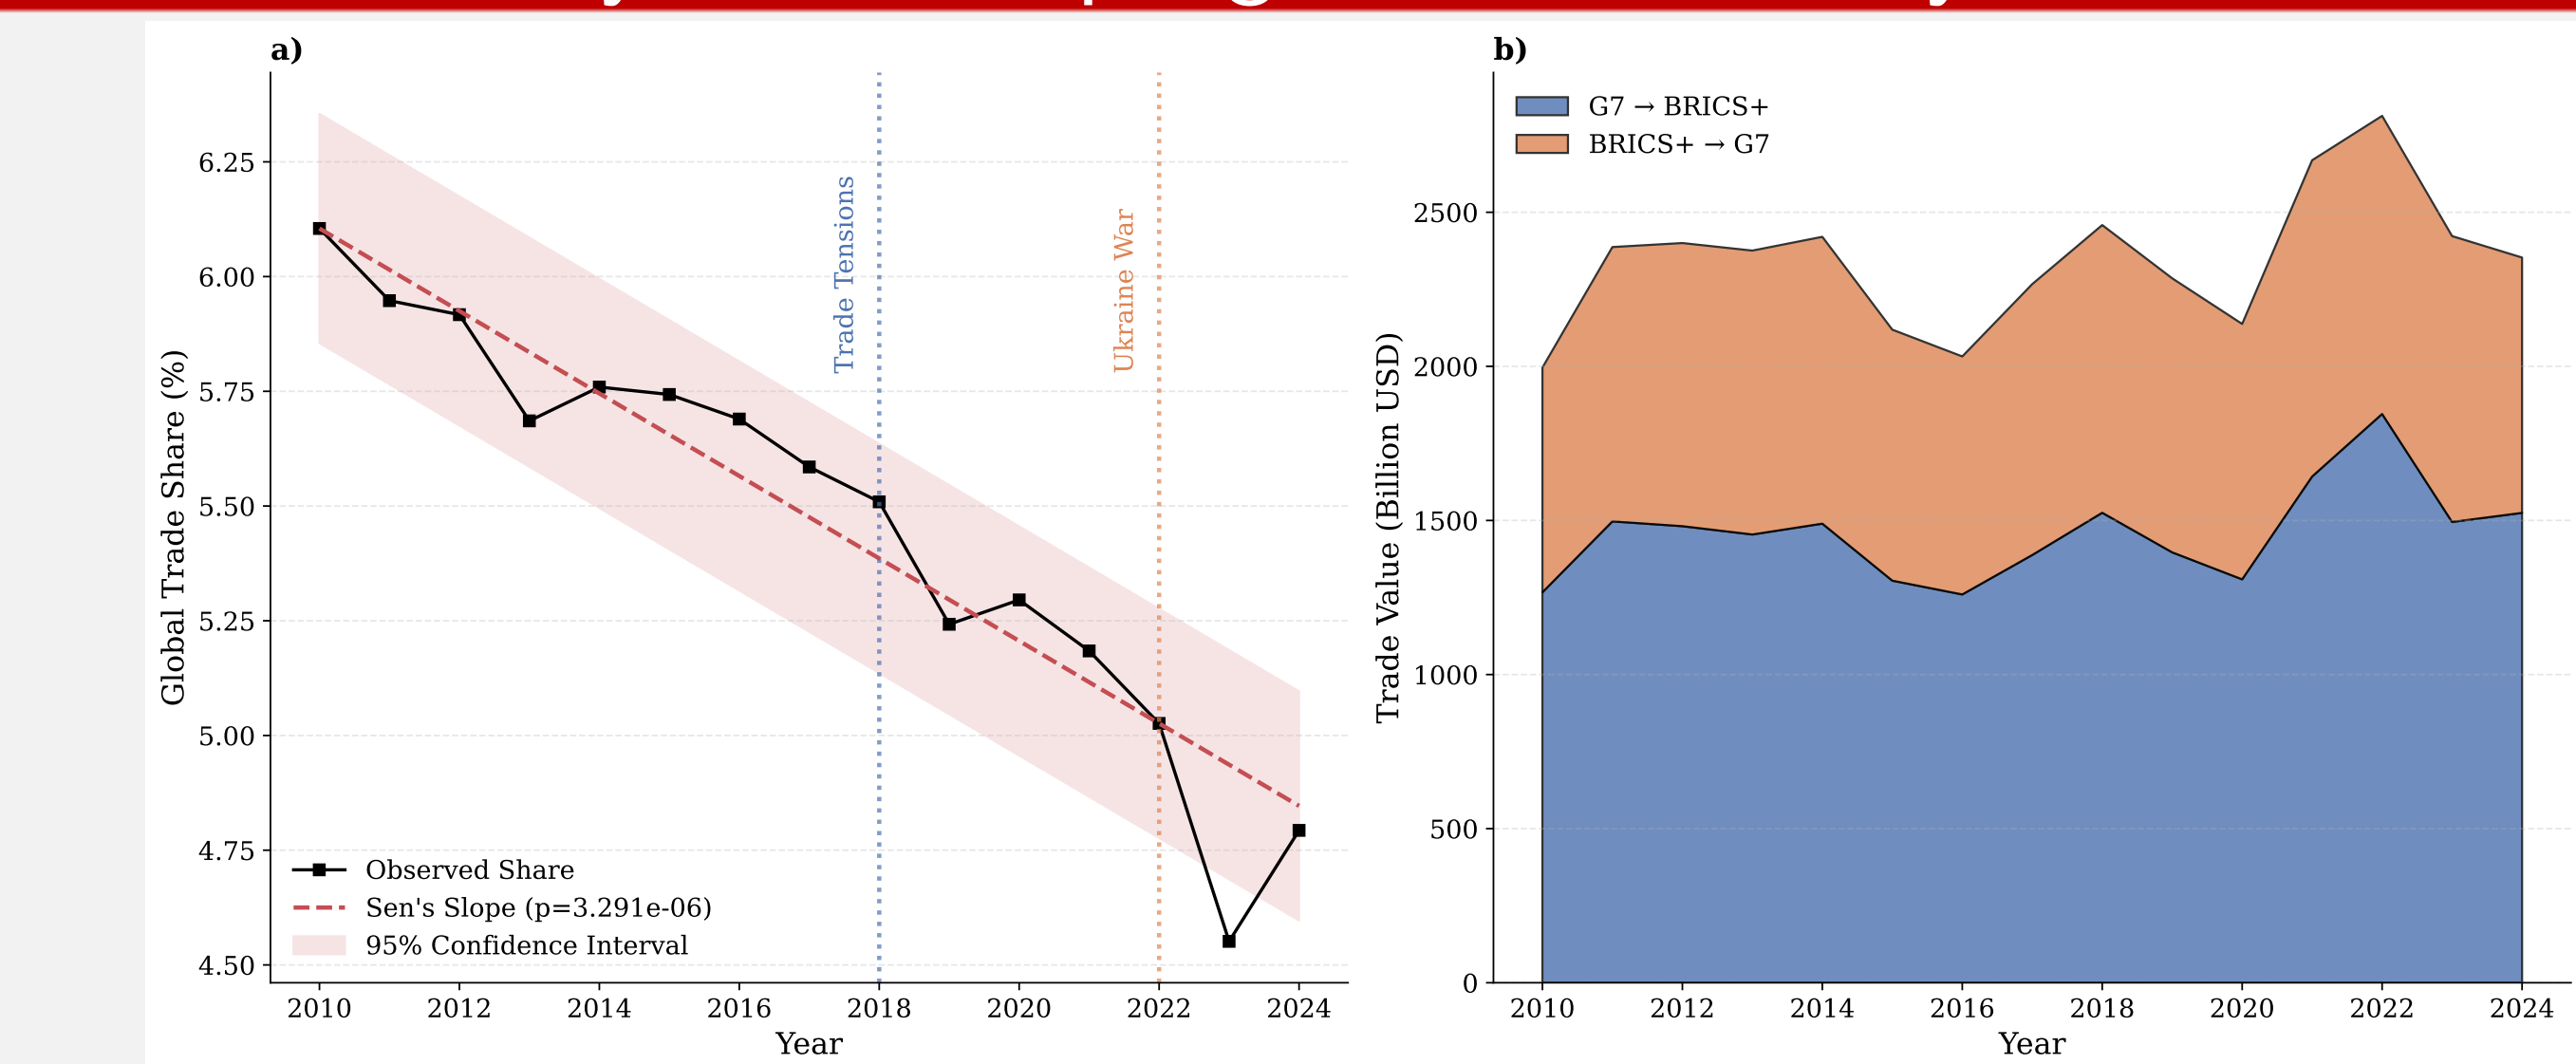 a)
Global Trade Share (%)
6.25
6.00
5.75
5.50
5.25
5.00
4.75
4.50
Trade Tensions
Ukraine War
Observed Share
Sen's Slope (p=3.291e-06)
95% Confidence Interval
2010 2012 2014 2016 2018 2020 2022 2024
Year
b)
G7 → BRICS+
BRICS+ → G7
Trade Value (Billion USD)
2500
2000
1500
1000
500
0
2010 2012 2014 2016 2018 2020 2022 2024
Year